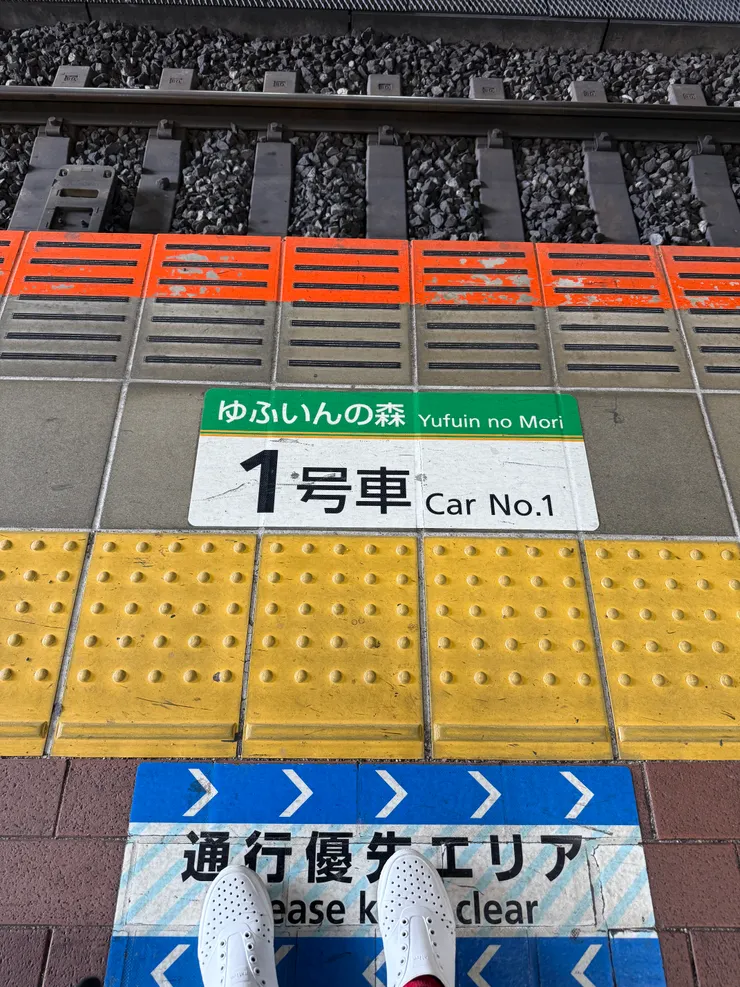 ゆふいんの森 Yufuin no Mori
1号車 Car No.1
通行優先エリア
ease k clear